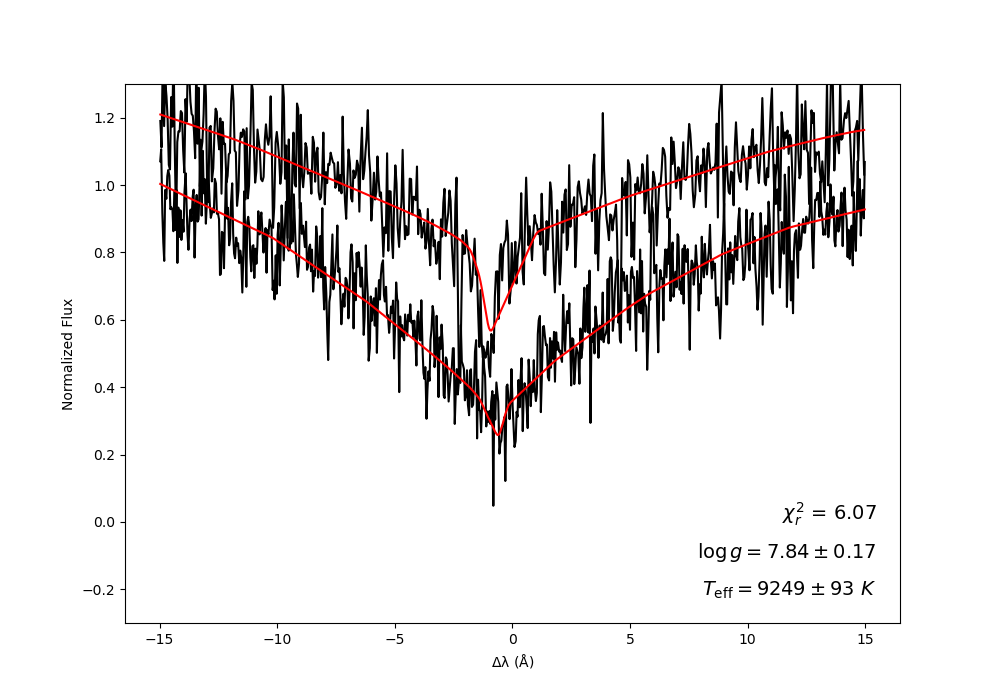 1.2
1.0
0.8
0.6
0.4
0.2
0.0
−0.2
Normalized Flux
χ²ᵣ = 6.07
log g = 7.84 ± 0.17
T_eff = 9249 ± 93 K
−15 −10 −5 0 5 10 15
Δλ (Å)